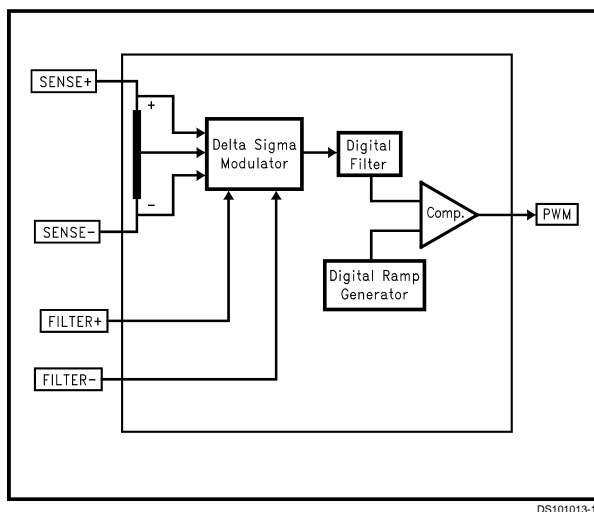 SENSE+
+
Delta Sigma
Modulator
Digital
Filter
Comp.
PWM
−
SENSE−
Digital Ramp
Generator
FILTER+
FILTER−
DS101013-1